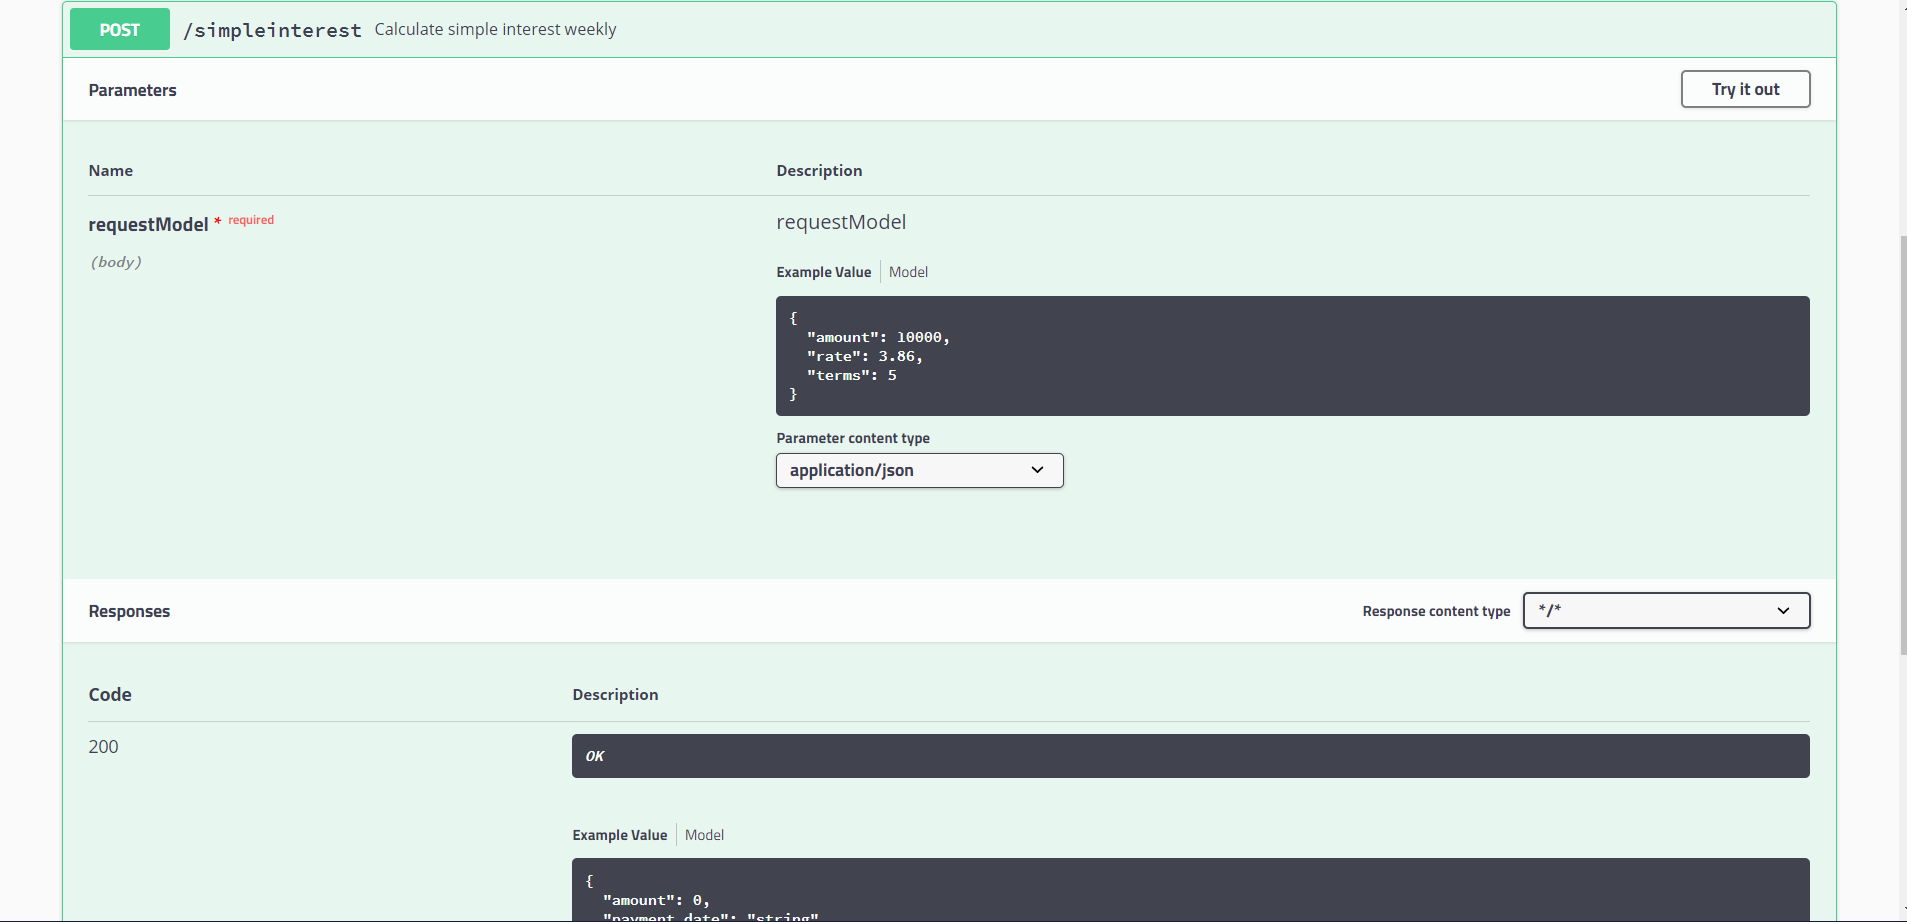 POST /simpleinterest Calculate simple interest weekly
Parameters
Try it out
Name Description
requestModel * required
(body)
requestModel
Example Value Model
{
"amount": 10000,
"rate": 3.86,
"terms": 5
}
Parameter content type
application/json
Responses
Response content type */*
Code Description
200
OK
Example Value Model
{
"amount": 0,
"payment_date": "string"